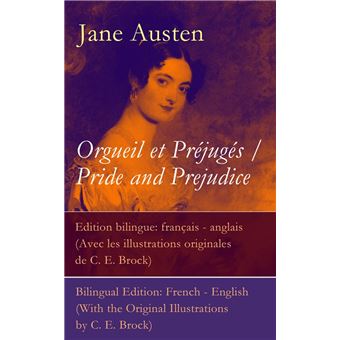 Jane Austen
Orgueil et Préjugés /
Pride and Prejudice
Edition bilingue: français - anglais
(Avec les illustrations originales
de C. E. Brock)
Bilingual Edition: French - English
(With the Original Illustrations
by C. E. Brock)